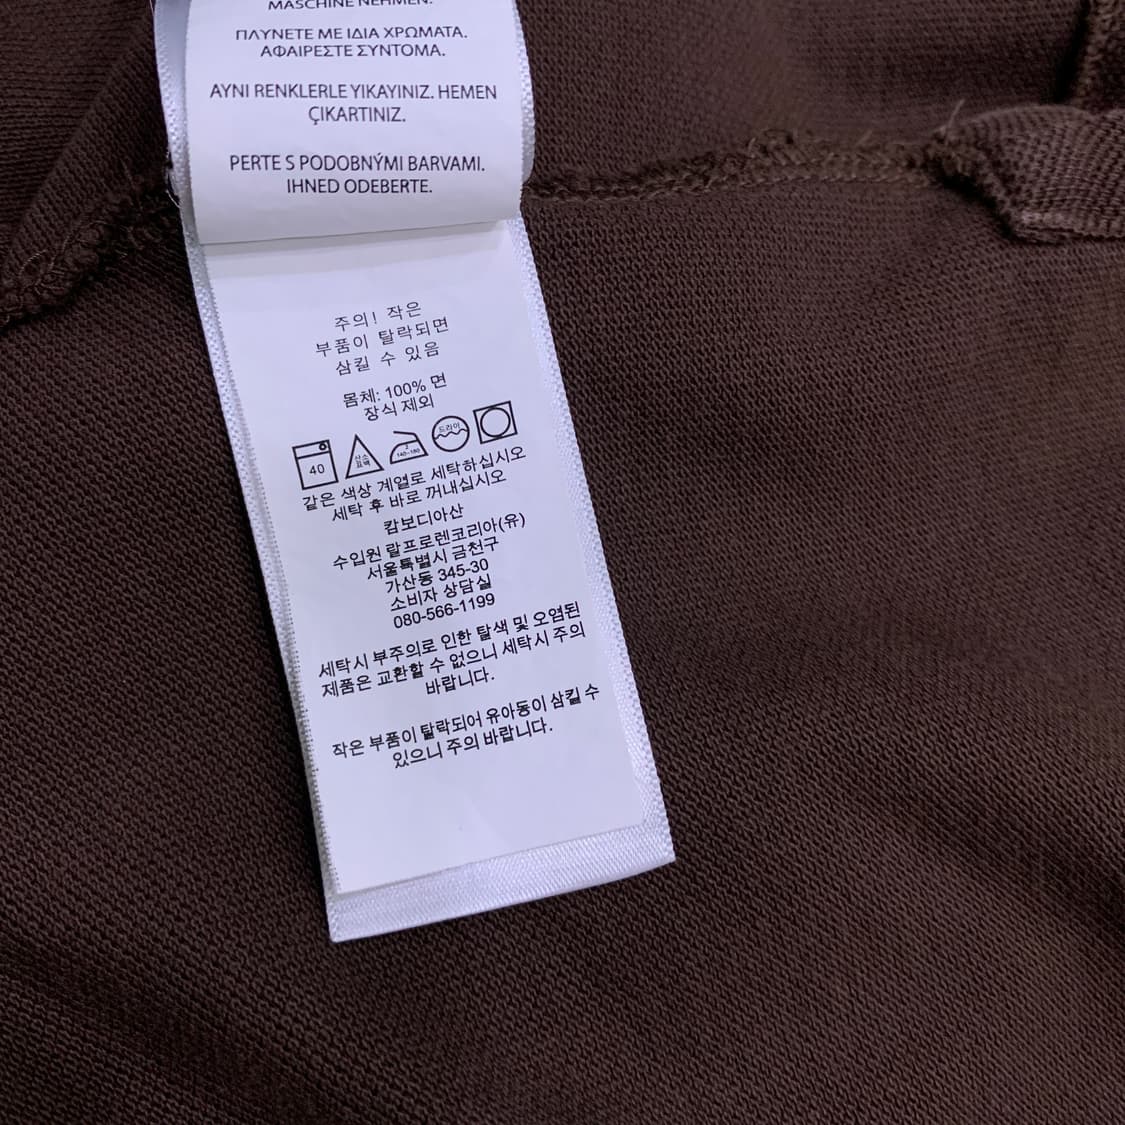 MASCHINE NEHMEN.
ΠΛΥΝΕΤΕ ΜΕ ΙΔΙΑ ΧΡΩΜΑΤΑ.
ΑΦΑΙΡΕΣΤΕ ΣΥΝΤΟΜΑ.
AYNI RENKLERLE YIKAYINIZ. HEMEN
ÇIKARTINIZ.
PERTE S PODOBNÝMI BARVAMI.
IHNED ODEBERTE.
주의! 작은
부품이 탈락되면
삼킬 수 있음
몸체: 100% 면
장식 제외
40 산소 표백 2 140~160 드라이
같은 색상 계열로 세탁하십시오
세탁 후 바로 꺼내십시오
캄보디아산
수입원 랄프로렌코리아(유)
서울특별시 금천구
가산동 345-30
소비자 상담실
080-566-1199
세탁시 부주의로 인한 탈색 및 오염된
제품은 교환할 수 없으니 세탁시 주의
바랍니다.
작은 부품이 탈락되어 유아동이 삼킬 수
있으니 주의 바랍니다.